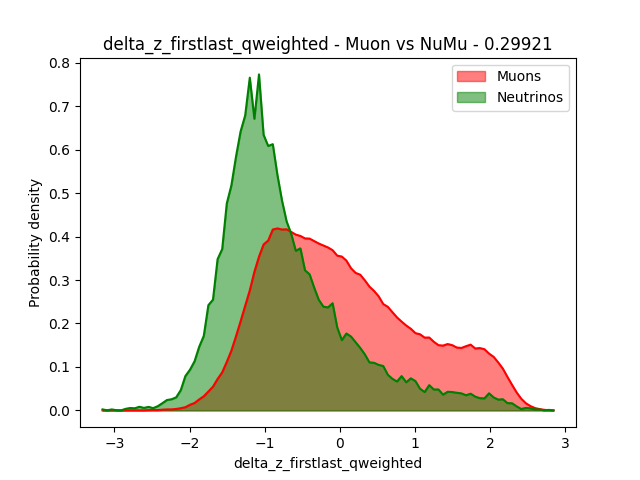 delta_z_firstlast_qweighted - Muon vs NuMu - 0.29921
Muons
Neutrinos
Probability density
0.8
0.7
0.6
0.5
0.4
0.3
0.2
0.1
0.0
−3 −2 −1 0 1 2 3
delta_z_firstlast_qweighted